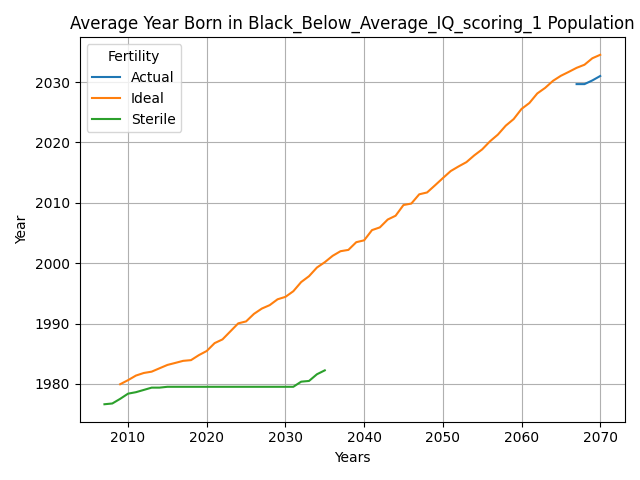 Average Year Born in Black_Below_Average_IQ_scoring_1 Population
Fertility
Actual
Ideal
Sterile
2030
2020
2010
2000
1990
1980
Year
2010 2020 2030 2040 2050 2060 2070
Years